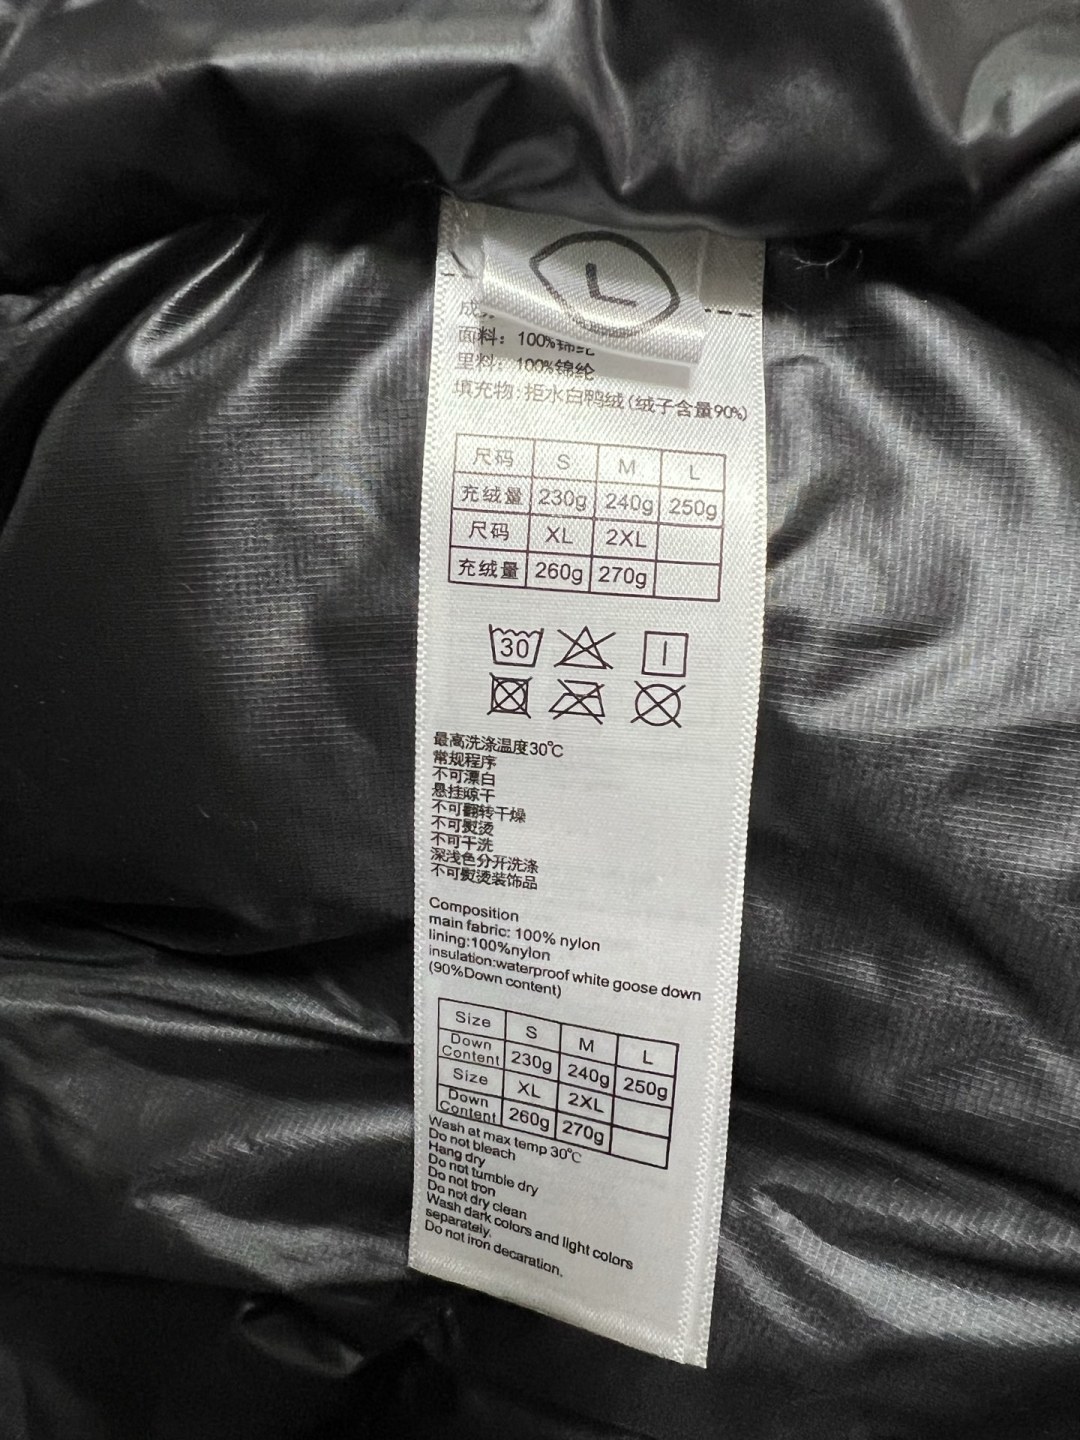 L
成
面料：100%锦纶
里料：100%锦纶
填充物：拒水白鸭绒(绒子含量90%)
尺码 S M L
充绒量 230g 240g 250g
尺码 XL 2XL
充绒量 260g 270g
30
最高洗涤温度30℃
常规程序
不可漂白
悬挂晾干
不可翻转干燥
不可熨烫
不可干洗
深浅色分开洗涤
不可熨烫装饰品
Composition
main fabric: 100% nylon
lining:100%nylon
insulation:waterproof white goose down
(90%Down content)
Size S M L
Down Content 230g 240g 250g
Size XL 2XL
Down Content 260g 270g
Wash at max temp 30℃
Do not bleach
Hang dry
Do not tumble dry
Do not tron
Do not dry clean
Wash dark colors and light colors
separately.
Do not iron decaration.